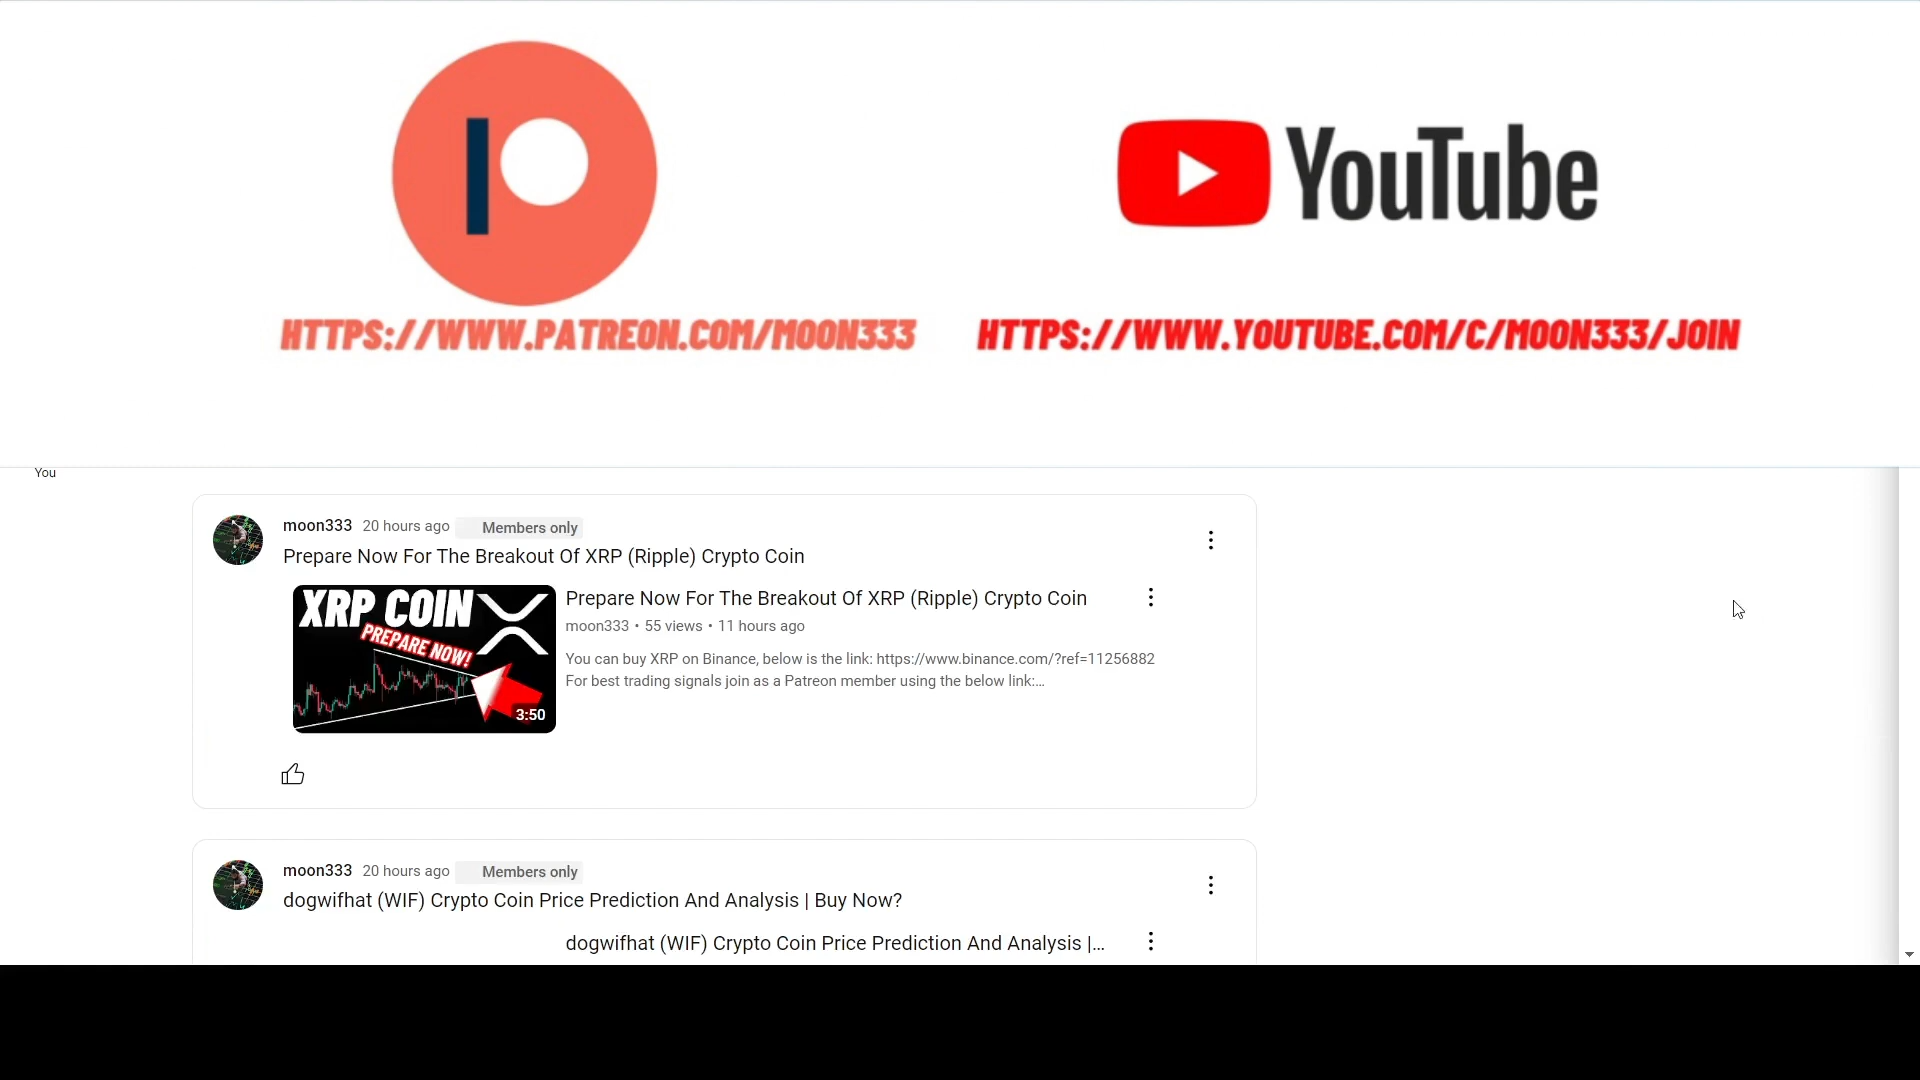 YouTube
HTTPS://WWW.PATREON.COM/MOON333
HTTPS://WWW.YOUTUBE.COM/C/MOON333/JOIN
You
moon333 20 hours ago Members only
Prepare Now For The Breakout Of XRP (Ripple) Crypto Coin
XRP COIN
PREPARE NOW!
3:50
Prepare Now For The Breakout Of XRP (Ripple) Crypto Coin
moon333 • 55 views • 11 hours ago
You can buy XRP on Binance, below is the link: https://www.binance.com/?ref=11256882
For best trading signals join as a Patreon member using the below link:...
moon333 20 hours ago Members only
dogwifhat (WIF) Crypto Coin Price Prediction And Analysis | Buy Now?
dogwifhat (WIF) Crypto Coin Price Prediction And Analysis |...